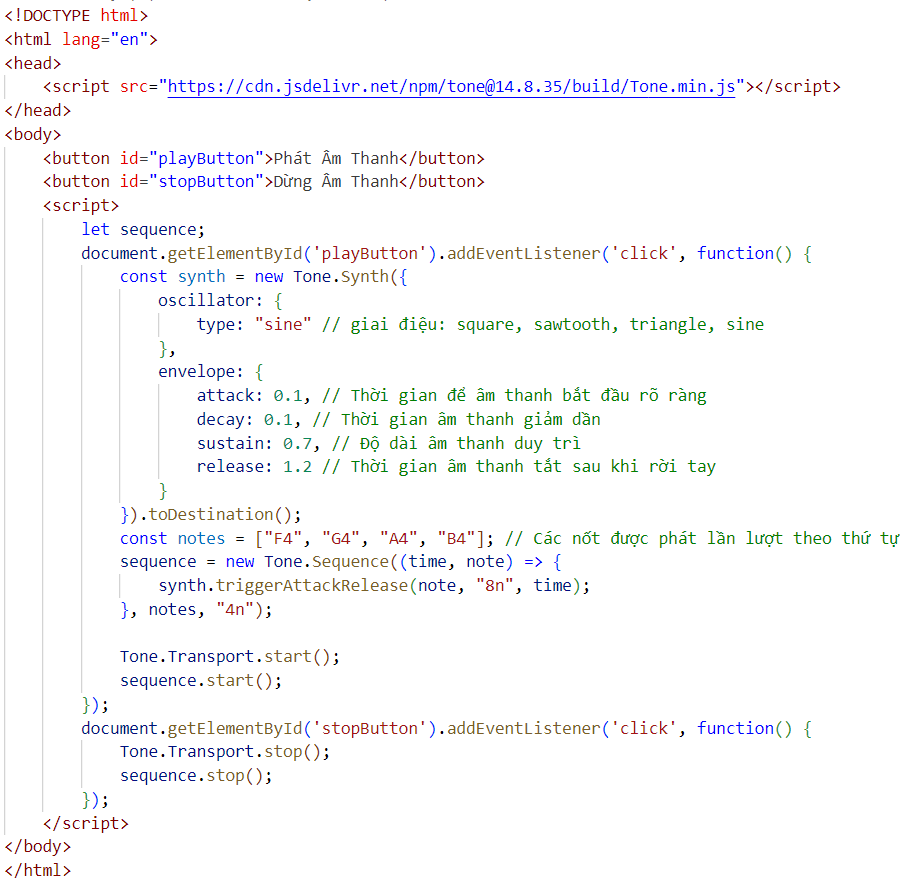 <!DOCTYPE html>
<html lang="en">
<head>
    <script src="https://cdn.jsdelivr.net/npm/tone@14.8.35/build/Tone.min.js"></script>
</head>
<body>
    <button id="playButton">Phát Âm Thanh</button>
    <button id="stopButton">Dừng Âm Thanh</button>
    <script>
        let sequence;
        document.getElementById('playButton').addEventListener('click', function() {
            const synth = new Tone.Synth({
                oscillator: {
                    type: "sine" // giai điệu: square, sawtooth, triangle, sine
                },
                envelope: {
                    attack: 0.1, // Thời gian để âm thanh bắt đầu rõ ràng
                    decay: 0.1, // Thời gian âm thanh giảm dần
                    sustain: 0.7, // Độ dài âm thanh duy trì
                    release: 1.2 // Thời gian âm thanh tắt sau khi rời tay
                }
            }).toDestination();
            const notes = ["F4", "G4", "A4", "B4"]; // Các nốt được phát lần lượt theo thứ tự
            sequence = new Tone.Sequence((time, note) => {
                synth.triggerAttackRelease(note, "8n", time);
            }, notes, "4n");

            Tone.Transport.start();
            sequence.start();
        });
        document.getElementById('stopButton').addEventListener('click', function() {
            Tone.Transport.stop();
            sequence.stop();
        });
    </script>
</body>
</html>